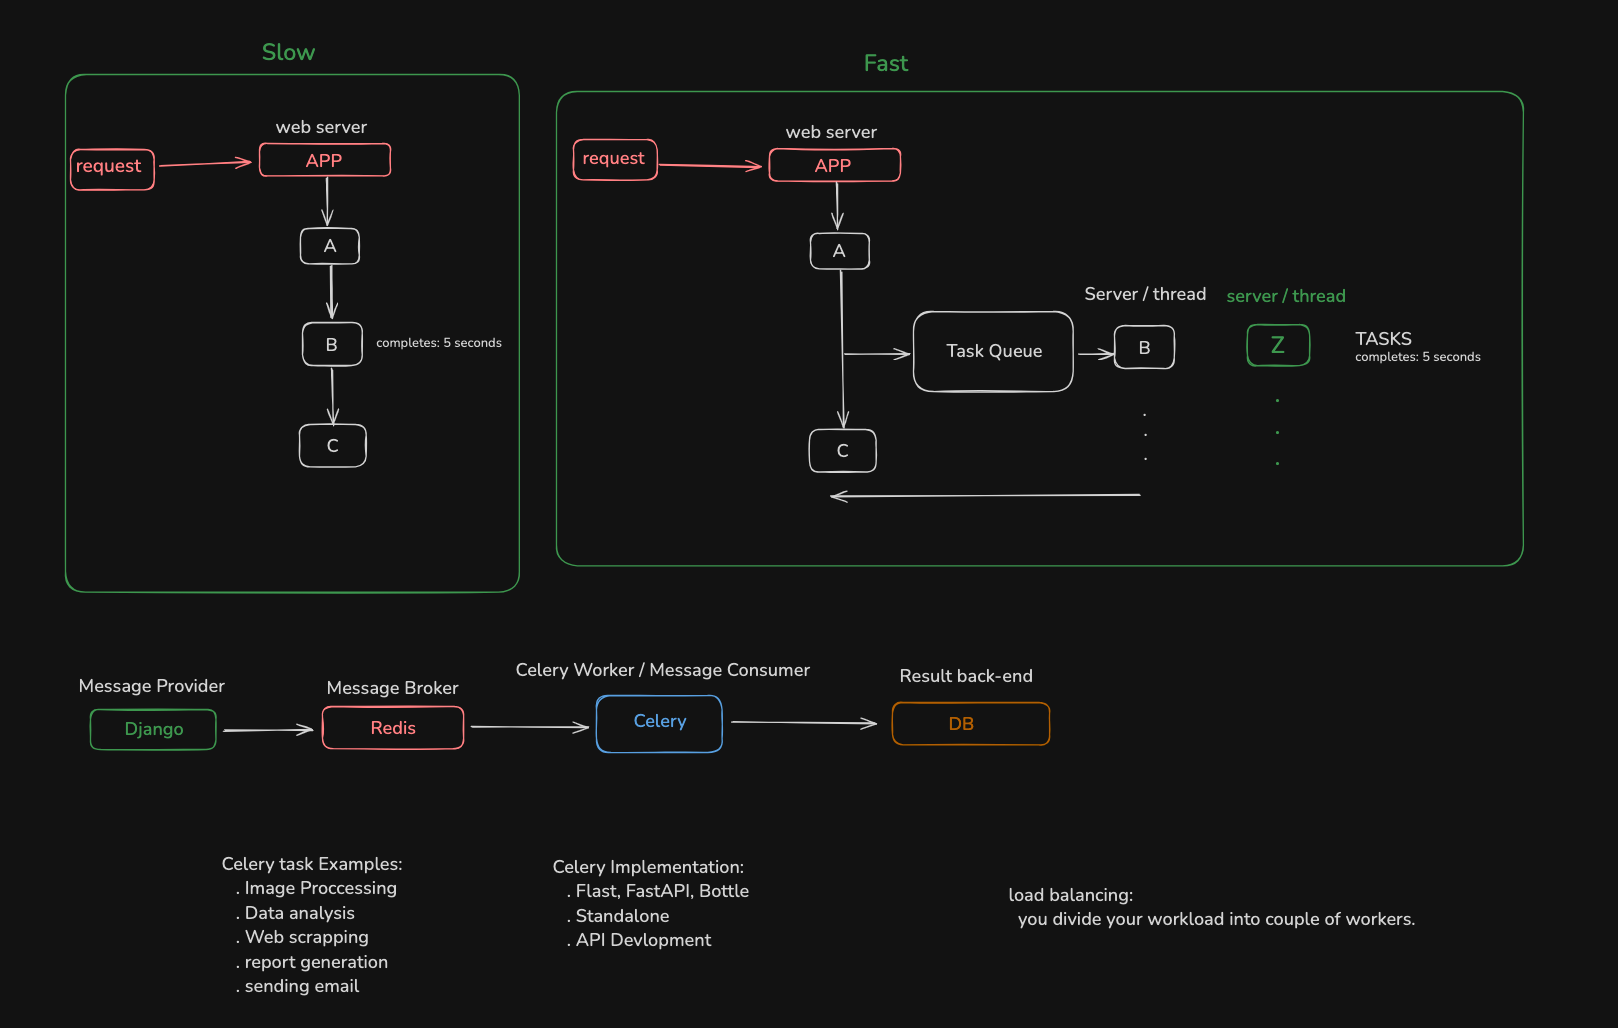 Slow
web server
request
APP
A
B
completes: 5 seconds
C
Fast
web server
request
APP
A
Server / thread
server / thread
Task Queue
B
Z
TASKS
completes: 5 seconds
C
Message Provider
Django
Message Broker
Redis
Celery Worker / Message Consumer
Celery
Result back-end
DB
Celery task Examples:
. Image Proccessing
. Data analysis
. Web scrapping
. report generation
. sending email
Celery Implementation:
. Flast, FastAPI, Bottle
. Standalone
. API Devlopment
load balancing:
you divide your workload into couple of workers.